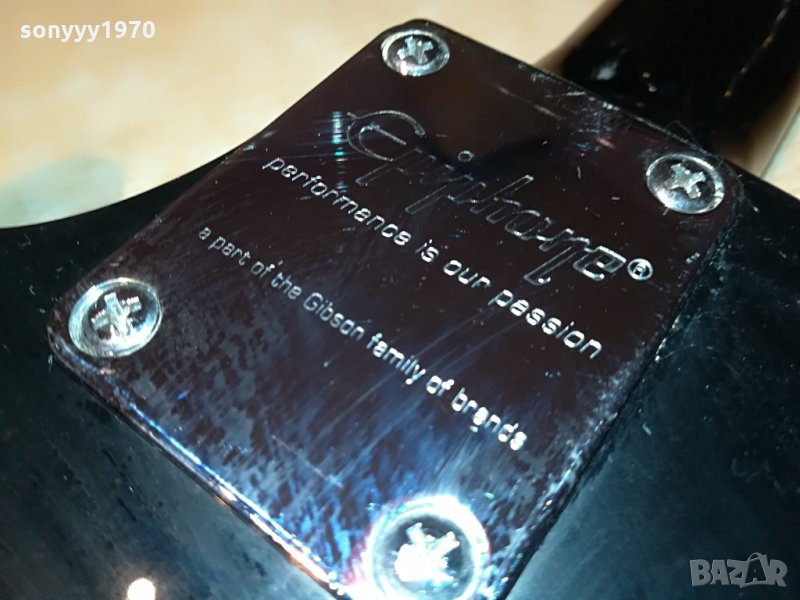 sonyyy1970
Epiphone®
performance is our passion
a part of the Gibson family of brands
BAZAR